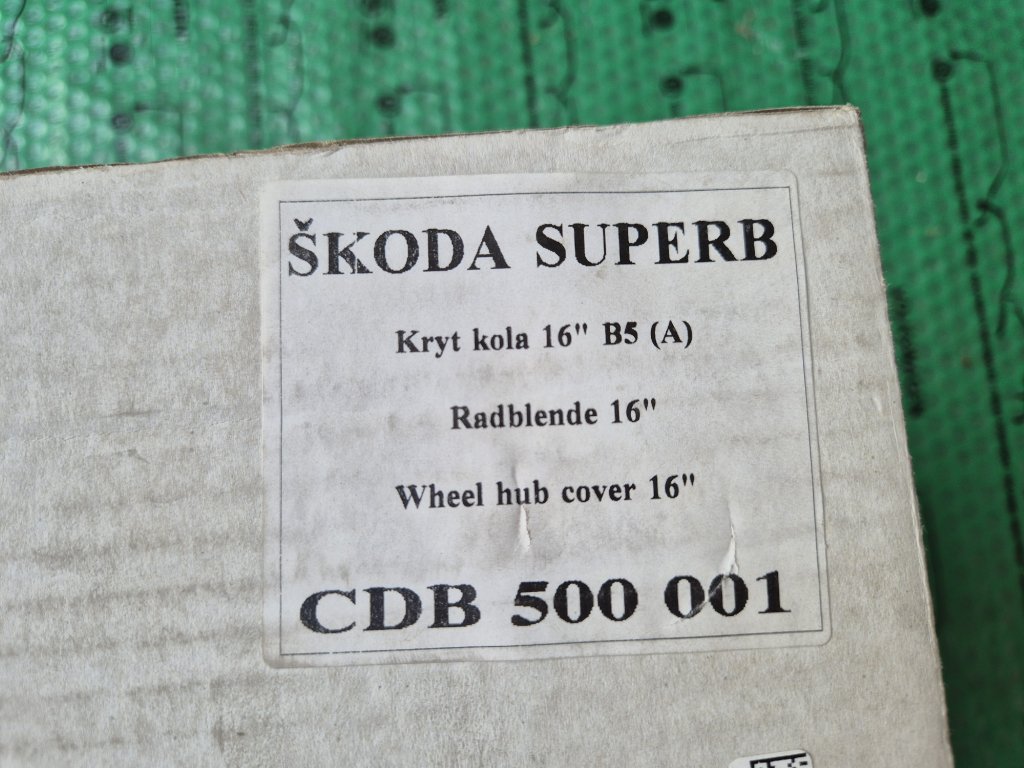 ŠKODA SUPERB
Kryt kola 16" B5 (A)
Radblende 16"
Wheel hub cover 16"
CDB 500 001